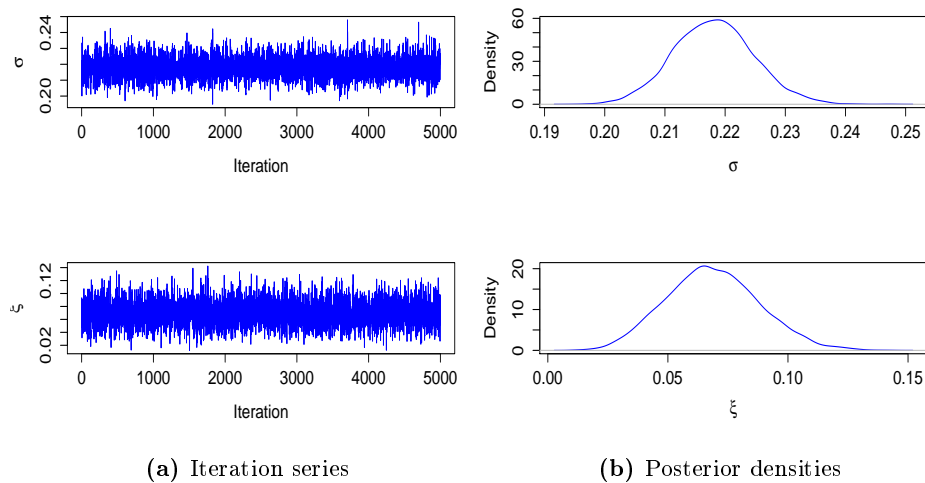 σ
0.20 0.24
0 1000 2000 3000 4000 5000
Iteration
Density
0 30 60
0.19 0.20 0.21 0.22 0.23 0.24 0.25
σ
ξ
0.02 0.12
0 1000 2000 3000 4000 5000
Iteration
Density
0 10 20
0.00 0.05 0.10 0.15
ξ
(a) Iteration series
(b) Posterior densities